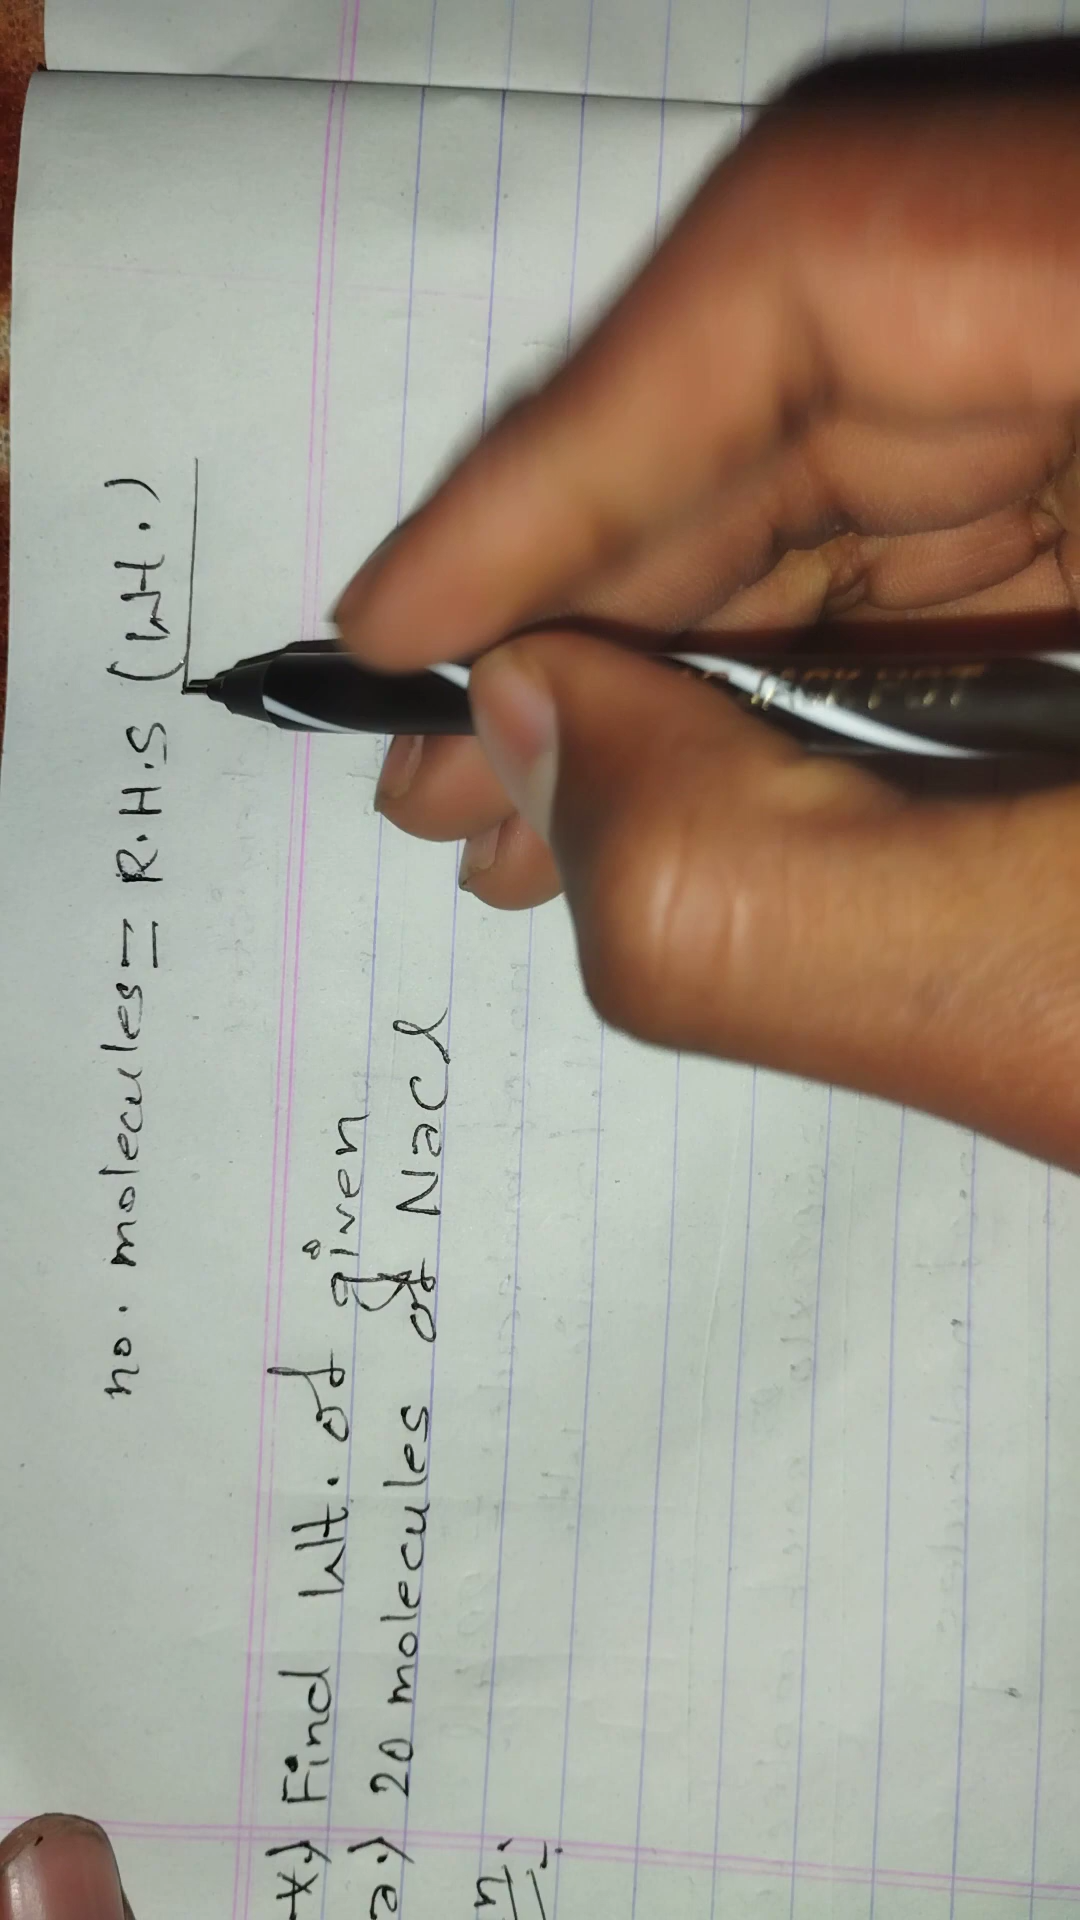 no. molecules = R.H.S (Wt.)
*) Find Wt. of given
a.) 20 molecules of NaCl